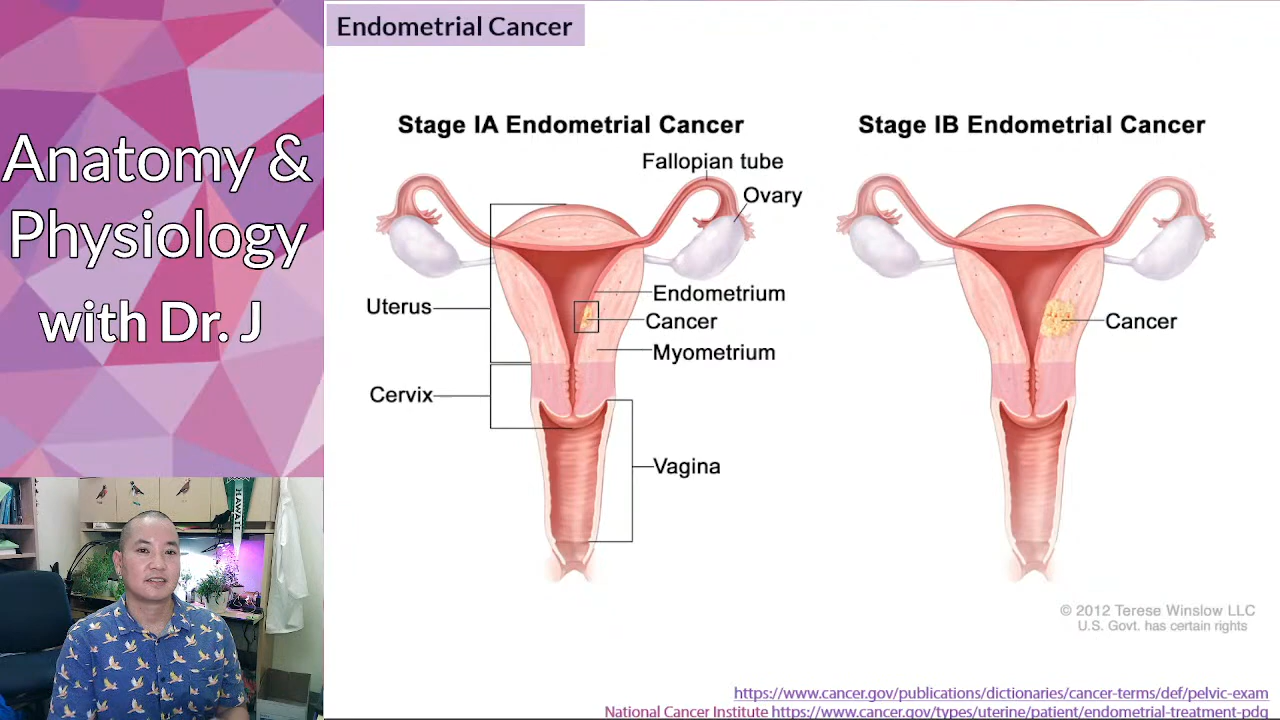 Anatomy &
Physiology
with Dr. J
Endometrial Cancer
Stage IA Endometrial Cancer
Stage IB Endometrial Cancer
Fallopian tube
Ovary
Uterus
Endometrium
Cancer
Myometrium
Cervix
Vagina
Cancer
© 2012 Terese Winslow LLC
U.S. Govt. has certain rights
https://www.cancer.gov/publications/dictionaries/cancer-terms/def/pelvic-exam
National Cancer Institute https://www.cancer.gov/types/uterine/patient/endometrial-treatment-pdq
HAWAII